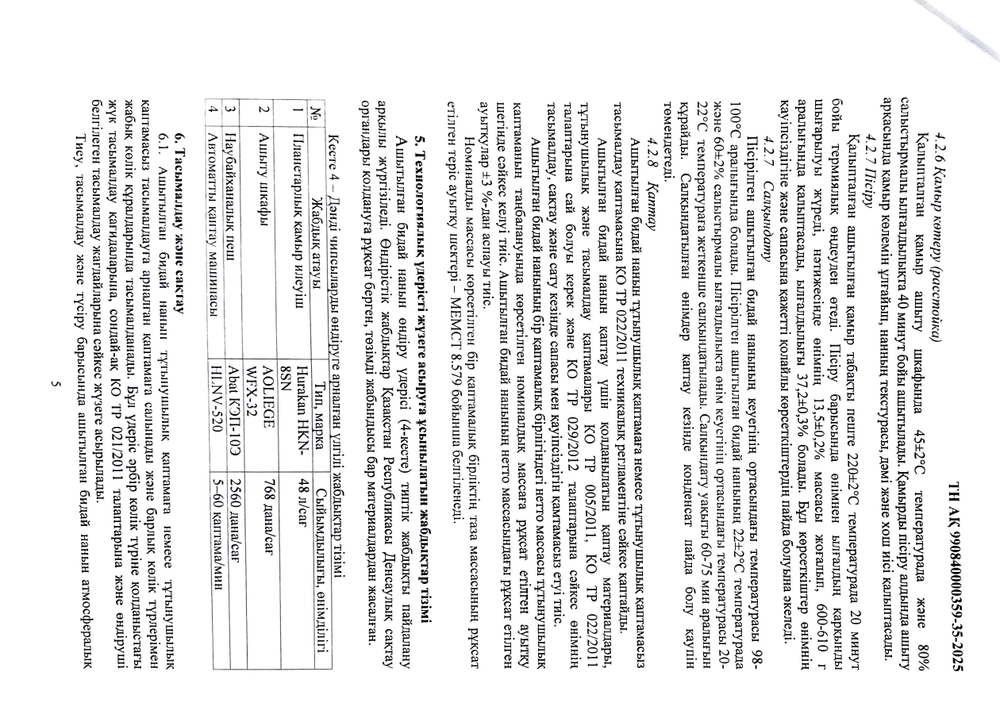 ТН АҚ 990840000359-35-2025
4.2.6 Қамыр көтеру (расстойка)
Қалыпталған қамыр ашыту шкафында 45±2°С температурада және 80%
салыстырмалы ылғалдылықта 40 минут бойы ашытылады. Қамырды пісіру алдында ашыту
арқасында қамыр көлемін ұлғайып, нанның текстурасы, дәмі және хош иісі қалыптасады.
4.2.7 Пісіру
Қалыпталған ашытылған қамыр табақты пеште 220±2°С температурада 20 минут
бойы термиялық өңдеуден өтеді. Пісіру барысында өнімнен ылғалдың қарқынды
шығарылуы жүреді, нәтижесінде өнімнің 13,5±0,2% массасы жоғалып, 600-610 г
аралығында қалыптасады, ылғалдылығы 37,2±0,3% болады. Бұл көрсеткіштер өнімнің
қауіпсіздігіне және сапасына қажетті қолайлы көрсеткіштердің пайда болуына әкеледі.
4.2.7 Салқындату
Пісірілген ашытылған бидай нанының кеуегінің ортасындағы температурасы 98-
100°С аралығында болады. Пісірілген ашытылған бидай нанының 22±2°С температурада
және 60±2% салыстырмалы ылғалдылықта өнім кеуегінің ортасындағы температурасы 20-
22°С температураға жеткенше салқындатылады. Салқындату уақыты 60-75 мин аралығын
құрайды. Салқындатылған өнімдер қаптау кезінде конденсат пайда болу қаупін
төмендетеді.
4.2.8 Қаптау
Ашытылған бидай нанын тұтынушылық қаптамаға немесе тұтынушылық қаптамасыз
тасымалдау қаптамасына КО ТР 022/2011 техникалық регламентіне сәйкес қаптайды.
Ашытылған бидай нанын қаптау үшін қолданылатын қаптау материалдары,
тұтынушылық және тасымалдау қаптамалары КО ТР 005/2011, КО ТР 022/2011
талаптарына сай болуы керек және КО ТР 029/2012 талаптарына сәйкес өнімнің
тасымалдау, сақтау және сату кезінде сапасы мен қауіпсіздігін қамтамасыз етуі тиіс.
Ашытылған бидай нанының бір қаптамалық бірлігіндегі нетто массасы тұтынушылық
қаптаманың таңбалануында көрсетілген номиналдық массаға рұқсат етілген ауытқу
шегінде сәйкес келуі тиіс. Ашытылған бидай нанының нетто массасындағы рұқсат етілген
ауытқулар ±3 %-дан аспауы тиіс.
Номиналды массасы көрсетілген бір қаптамалық бірліктің таза массасының рұқсат
етілген теріс ауытқу шектері – МЕМСТ 8.579 бойынша белгіленеді.
5. Технологиялық үдерісті жүзеге асыруға ұсынылатын жабдықтар тізімі
Ашытылған бидай нанын өндіру үдерісі (4-кесте) типтік жабдықты пайдалану
арқылы жүргізіледі. Өндірістік жабдықтар Қазақстан Республикасы Денсаулық сақтау
органдары қолдануға рұқсат берген, төзімді жабындысы бар материалдардан жасалған.
Кесте 4 – Дәнді чипсыларды өндіруге арналған үлгіш жабдықтар тізімі
№ Жабдық атауы Тип, марка Сыйымдылығы, өнімділігі
1 Планетарлық қамыр илеуіш Hurakan HKN- 48 л/сағ
8SN
2 Ашыту шкафы AOLIEGE 768 дана/сағ
WFX-32
3 Наубайханалық пеш Abat КЭП-10Э 2560 дана/сағ
4 Автоматты қаптау машинасы HLNV-520 5–60 қаптама/мин
6. Тасымалдау және сақтау
6.1. Ашытылған бидай нанын тұтынушылық қаптамаға немесе тұтынушылық
қаптамасыз тасымалдауға арналған қаптамаға салынады және барлық көлік түрлерімен
жабық көлік құралдарында тасымалданады. Бұл үдеріс әрбір көлік түріне қолданыстағы
жүк тасымалдау қағидаларына, сондай-ақ КО ТР 021/2011 талаптарына және өндіруші
белгілеген тасымалдау жағдайларына сәйкес жүзеге асырылады.
Тиеу, тасымалдау және түсіру барысында ашытылған бидай нанын атмосфералық
5